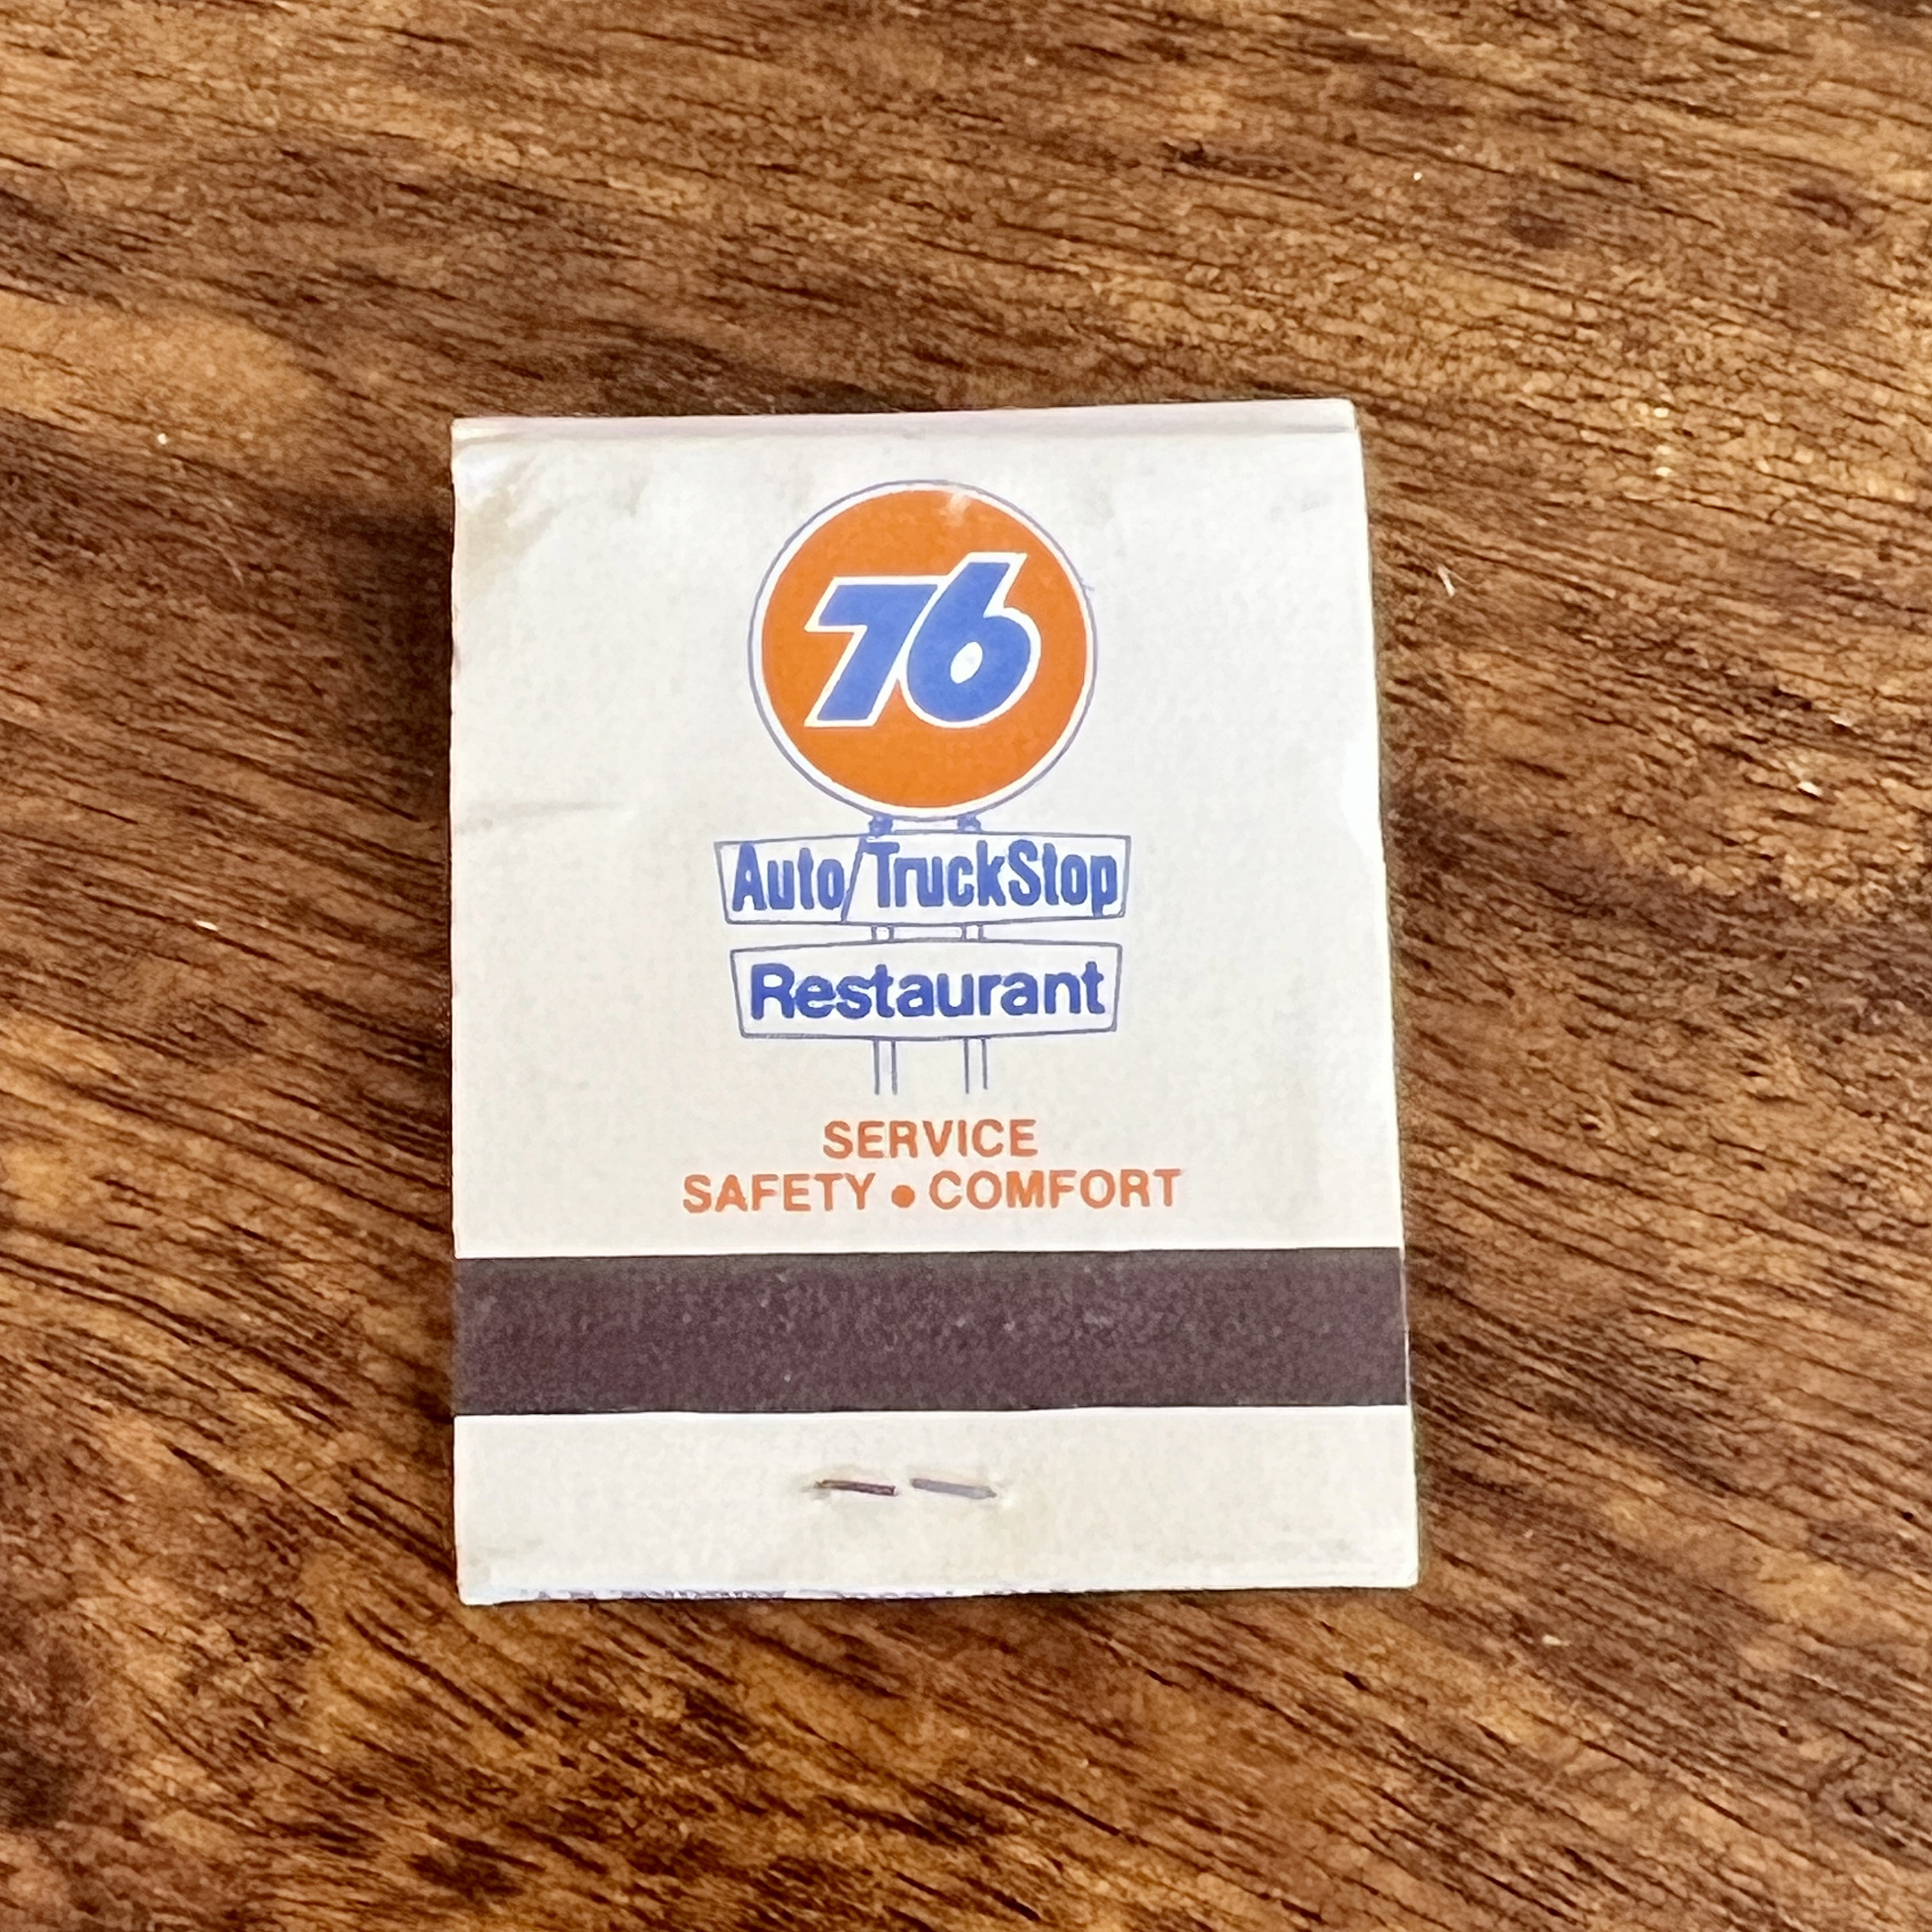 76
Auto/TruckStop
Restaurant
SERVICE
SAFETY • COMFORT